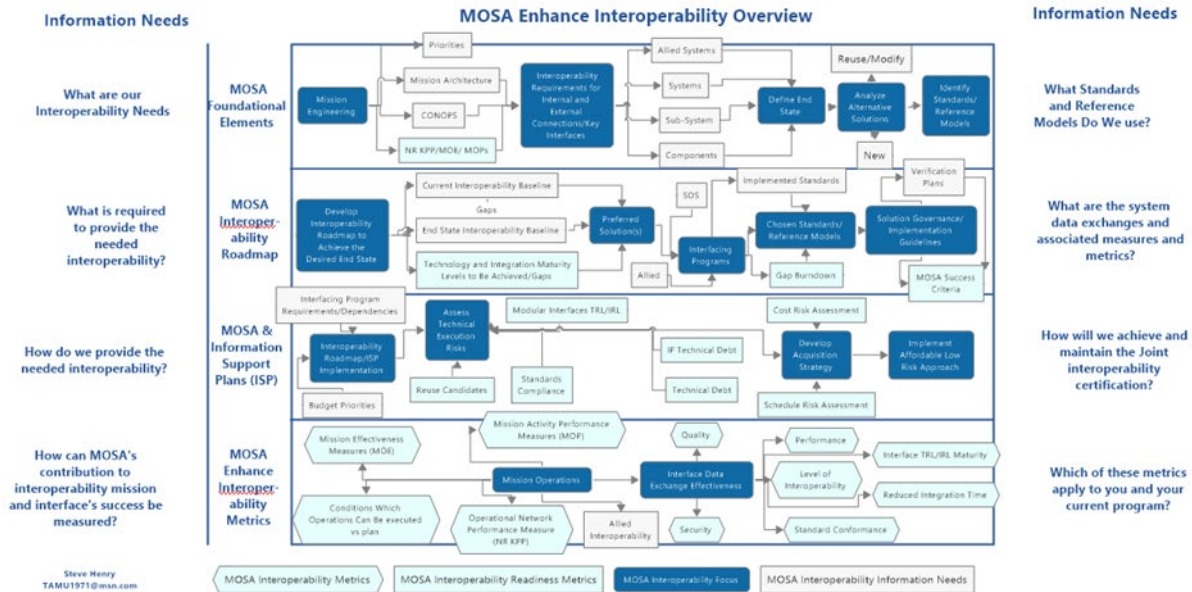 MOSA Enhance Interoperability Overview
Information Needs
Information Needs
What are our
Interoperability Needs
MOSA
Foundational
Elements
Mission
Engineering
Priorities
Mission Architecture
CONOPS
NR KPP/MOE/ MOPs
Interoperability
Requirements for
Internal and
External
Connections/Key
Interfaces
Allied Systems
Systems
Sub-System
Components
Define End
State
Reuse/Modify
Analyze
Alternative
Solutions
New
Identify
Standards/
Reference
Models
What Standards
and Reference
Models Do We use?
What is required
to provide the
needed
interoperability?
MOSA
Interoper-
ability
Roadmap
Develop
Interoperability
Roadmap to
Achieve the
Desired End State
Current Interoperability Baseline
Gaps
End State Interoperability Baseline
Technology and Integration Maturity
Levels to Be Achieved/Gaps
Preferred
Solution(s)
SOS
Allied
Interfacing
Programs
Implemented Standards
Chosen Standards/
Reference Models
Gap Burndown
Verification
Plans
Solution Governance/
Implementation
Guidelines
MOSA Success
Criteria
What are the system
data exchanges and
associated measures and
metrics?
How do we provide the
needed interoperability?
MOSA &
Information
Support
Plans (ISP)
Interfacing Program
Requirements/Dependencies
Interoperability
Roadmap/ISP
Implementation
Budget Priorities
Assess
Technical
Execution
Risks
Reuse Candidates
Modular Interfaces TRL/IRL
Standards
Compliance
IF Technical Debt
Technical Debt
Cost Risk Assessment
Develop
Acquisition
Strategy
Schedule Risk Assessment
Implement
Affordable Low
Risk Approach
How will we achieve and
maintain the Joint
interoperability
certification?
How can MOSA's
contribution to
interoperability mission
and interface's success be
measured?
MOSA
Enhance
Interoper-
ability
Metrics
Mission Effectiveness
Measures (MOE)
Conditions Which
Operations Can Be executed
vs plan
Mission Activity Performance
Measures (MOP)
Mission Operations
Operational Network
Performance Measure
(NR KPP)
Allied
Interoperability
Quality
Interface Data
Exchange Effectiveness
Security
Performance
Level of
Interoperability
Standard Conformance
Interface TRL/IRL Maturity
Reduced Integration Time
Which of these metrics
apply to you and your
current program?
Steve Henry
TAMU1971@msn.com
MOSA Interoperability Metrics
MOSA Interoperability Readiness Metrics
MOSA Interoperability Focus
MOSA Interoperability Information Needs